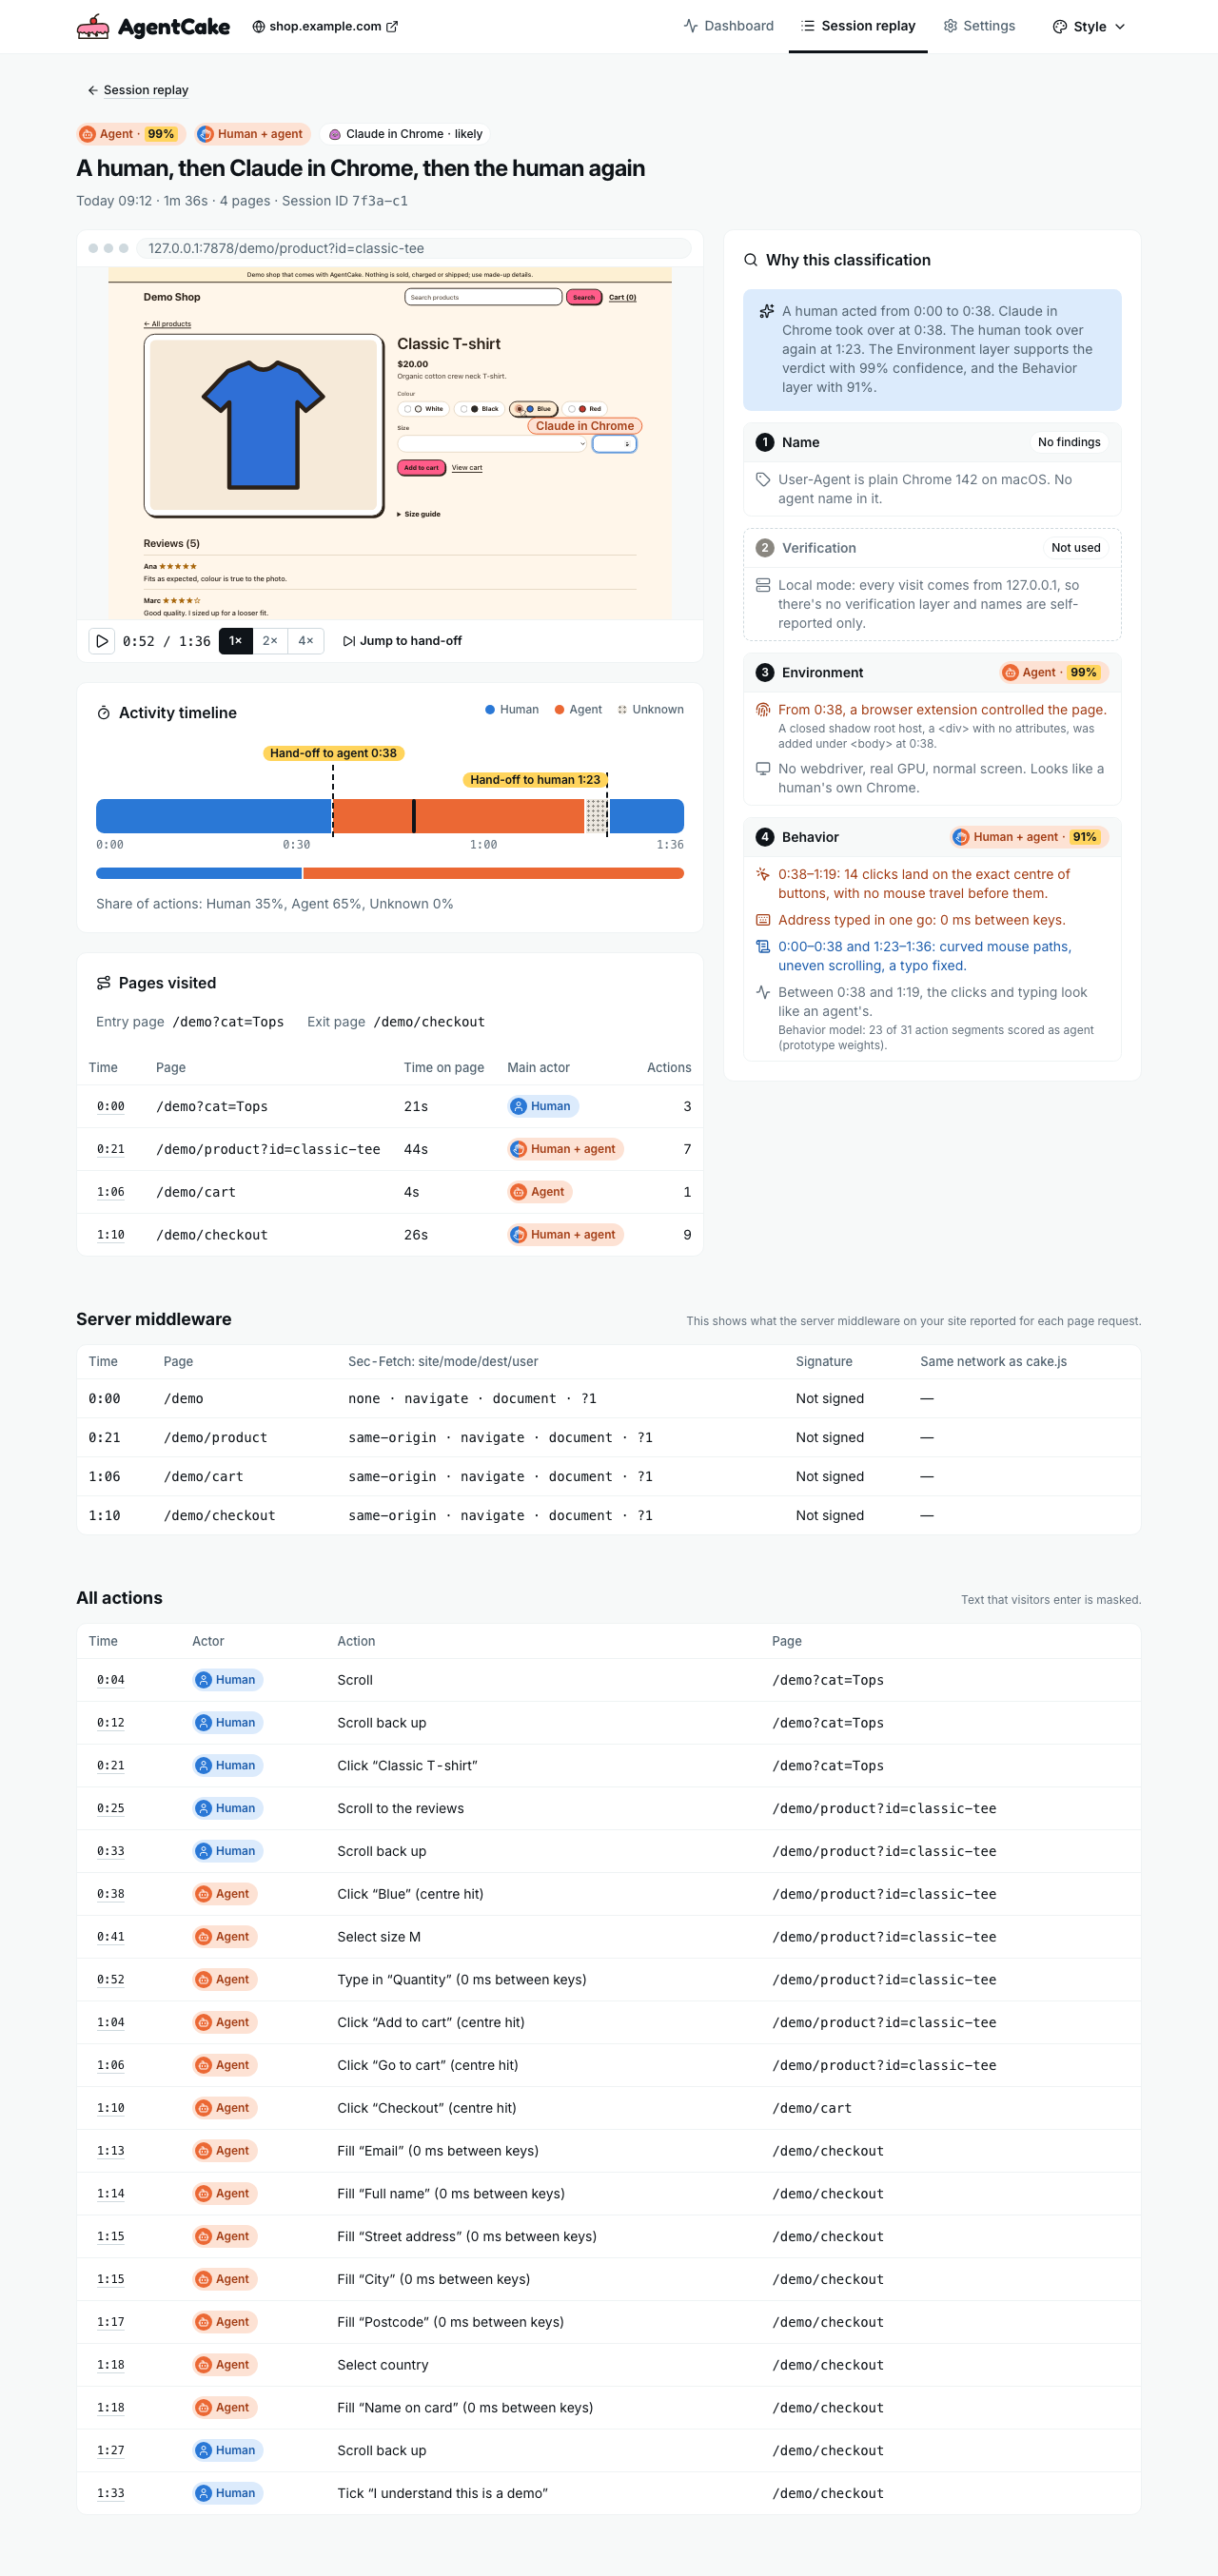 AgentCake
shop.example.com
Dashboard
Session replay
Settings
Style
Session replay
Agent · 99%
Human + agent
Claude in Chrome · likely
A human, then Claude in Chrome, then the human again
Today 09:12 · 1m 36s · 4 pages · Session ID 7f3a-c1
127.0.0.1:7878/demo/product?id=classic-tee
Demo shop that comes with AgentCake. Nothing is sold, charged or shipped; use made-up details.
Demo Shop
Search products
Search
Cart (0)
← All products
Classic T-shirt
$20.00
Organic cotton crew neck T-shirt.
Colour
White
Black
Blue
Red
Claude in Chrome
Size
Add to cart
View cart
Size guide
Reviews (5)
Ana ★★★★★
Fits as expected, colour is true to the photo.
Marc ★★★★☆
Good quality. I sized up for a looser fit.
0:52 / 1:36
1×
2×
4×
Jump to hand-off
Why this classification
A human acted from 0:00 to 0:38. Claude in
Chrome took over at 0:38. The human took over
again at 1:23. The Environment layer supports the
verdict with 99% confidence, and the Behavior
layer with 91%.
1 Name
No findings
User-Agent is plain Chrome 142 on macOS. No
agent name in it.
2 Verification
Not used
Local mode: every visit comes from 127.0.0.1, so
there's no verification layer and names are self-
reported only.
3 Environment
Agent · 99%
From 0:38, a browser extension controlled the page.
A closed shadow root host, a <div> with no attributes, was
added under <body> at 0:38.
No webdriver, real GPU, normal screen. Looks like a
human's own Chrome.
4 Behavior
Human + agent · 91%
0:38–1:19: 14 clicks land on the exact centre of
buttons, with no mouse travel before them.
Address typed in one go: 0 ms between keys.
0:00–0:38 and 1:23–1:36: curved mouse paths,
uneven scrolling, a typo fixed.
Between 0:38 and 1:19, the clicks and typing look
like an agent's.
Behavior model: 23 of 31 action segments scored as agent
(prototype weights).
Activity timeline
Human
Agent
Unknown
Hand-off to agent 0:38
Hand-off to human 1:23
0:00
0:30
1:00
1:36
Share of actions: Human 35%, Agent 65%, Unknown 0%
Pages visited
Entry page /demo?cat=Tops Exit page /demo/checkout
Time Page Time on page Main actor Actions
0:00 /demo?cat=Tops 21s Human 3
0:21 /demo/product?id=classic-tee 44s Human + agent 7
1:06 /demo/cart 4s Agent 1
1:10 /demo/checkout 26s Human + agent 9
Server middleware
This shows what the server middleware on your site reported for each page request.
Time Page Sec-Fetch: site/mode/dest/user Signature Same network as cake.js
0:00 /demo none · navigate · document · ?1 Not signed —
0:21 /demo/product same-origin · navigate · document · ?1 Not signed —
1:06 /demo/cart same-origin · navigate · document · ?1 Not signed —
1:10 /demo/checkout same-origin · navigate · document · ?1 Not signed —
All actions
Text that visitors enter is masked.
Time Actor Action Page
0:04 Human Scroll /demo?cat=Tops
0:12 Human Scroll back up /demo?cat=Tops
0:21 Human Click “Classic T-shirt” /demo?cat=Tops
0:25 Human Scroll to the reviews /demo/product?id=classic-tee
0:33 Human Scroll back up /demo/product?id=classic-tee
0:38 Agent Click “Blue” (centre hit) /demo/product?id=classic-tee
0:41 Agent Select size M /demo/product?id=classic-tee
0:52 Agent Type in “Quantity” (0 ms between keys) /demo/product?id=classic-tee
1:04 Agent Click “Add to cart” (centre hit) /demo/product?id=classic-tee
1:06 Agent Click “Go to cart” (centre hit) /demo/product?id=classic-tee
1:10 Agent Click “Checkout” (centre hit) /demo/cart
1:13 Agent Fill “Email” (0 ms between keys) /demo/checkout
1:14 Agent Fill “Full name” (0 ms between keys) /demo/checkout
1:15 Agent Fill “Street address” (0 ms between keys) /demo/checkout
1:15 Agent Fill “City” (0 ms between keys) /demo/checkout
1:17 Agent Fill “Postcode” (0 ms between keys) /demo/checkout
1:18 Agent Select country /demo/checkout
1:18 Agent Fill “Name on card” (0 ms between keys) /demo/checkout
1:27 Human Scroll back up /demo/checkout
1:33 Human Tick “I understand this is a demo” /demo/checkout